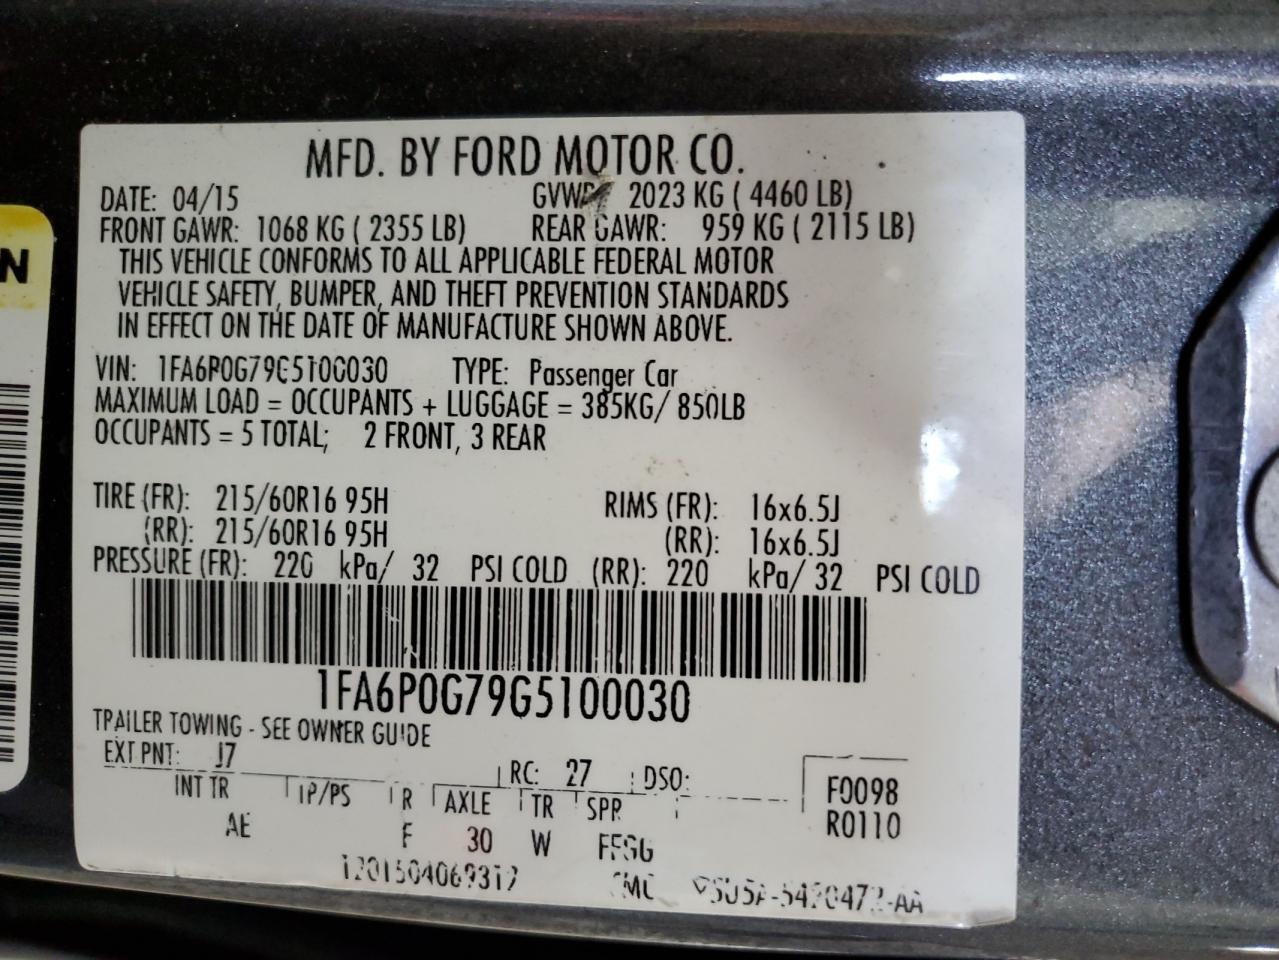 MFD. BY FORD MOTOR CO.
DATE: 04/15 GVWR: 2023 KG ( 4460 LB)
FRONT GAWR: 1068 KG ( 2355 LB) REAR GAWR: 959 KG ( 2115 LB)
THIS VEHICLE CONFORMS TO ALL APPLICABLE FEDERAL MOTOR
VEHICLE SAFETY, BUMPER, AND THEFT PREVENTION STANDARDS
IN EFFECT ON THE DATE OF MANUFACTURE SHOWN ABOVE.
VIN: 1FA6P0G79G5100030 TYPE: Passenger Car
MAXIMUM LOAD = OCCUPANTS + LUGGAGE = 385KG/ 850LB
OCCUPANTS = 5 TOTAL; 2 FRONT, 3 REAR
TIRE (FR): 215/60R16 95H RIMS (FR): 16x6.5J
(RR): 215/60R16 95H (RR): 16x6.5J
PRESSURE (FR): 220 kPa/ 32 PSI COLD (RR): 220 kPa/ 32 PSI COLD
1FA6P0G79G5100030
TRAILER TOWING - SEE OWNER GUIDE
EXT PNT: J7 RC: 27 DSO:
INT TR TP/PS R AXLE TR SPR F0098
AE F 30 W FFGG R0110
N